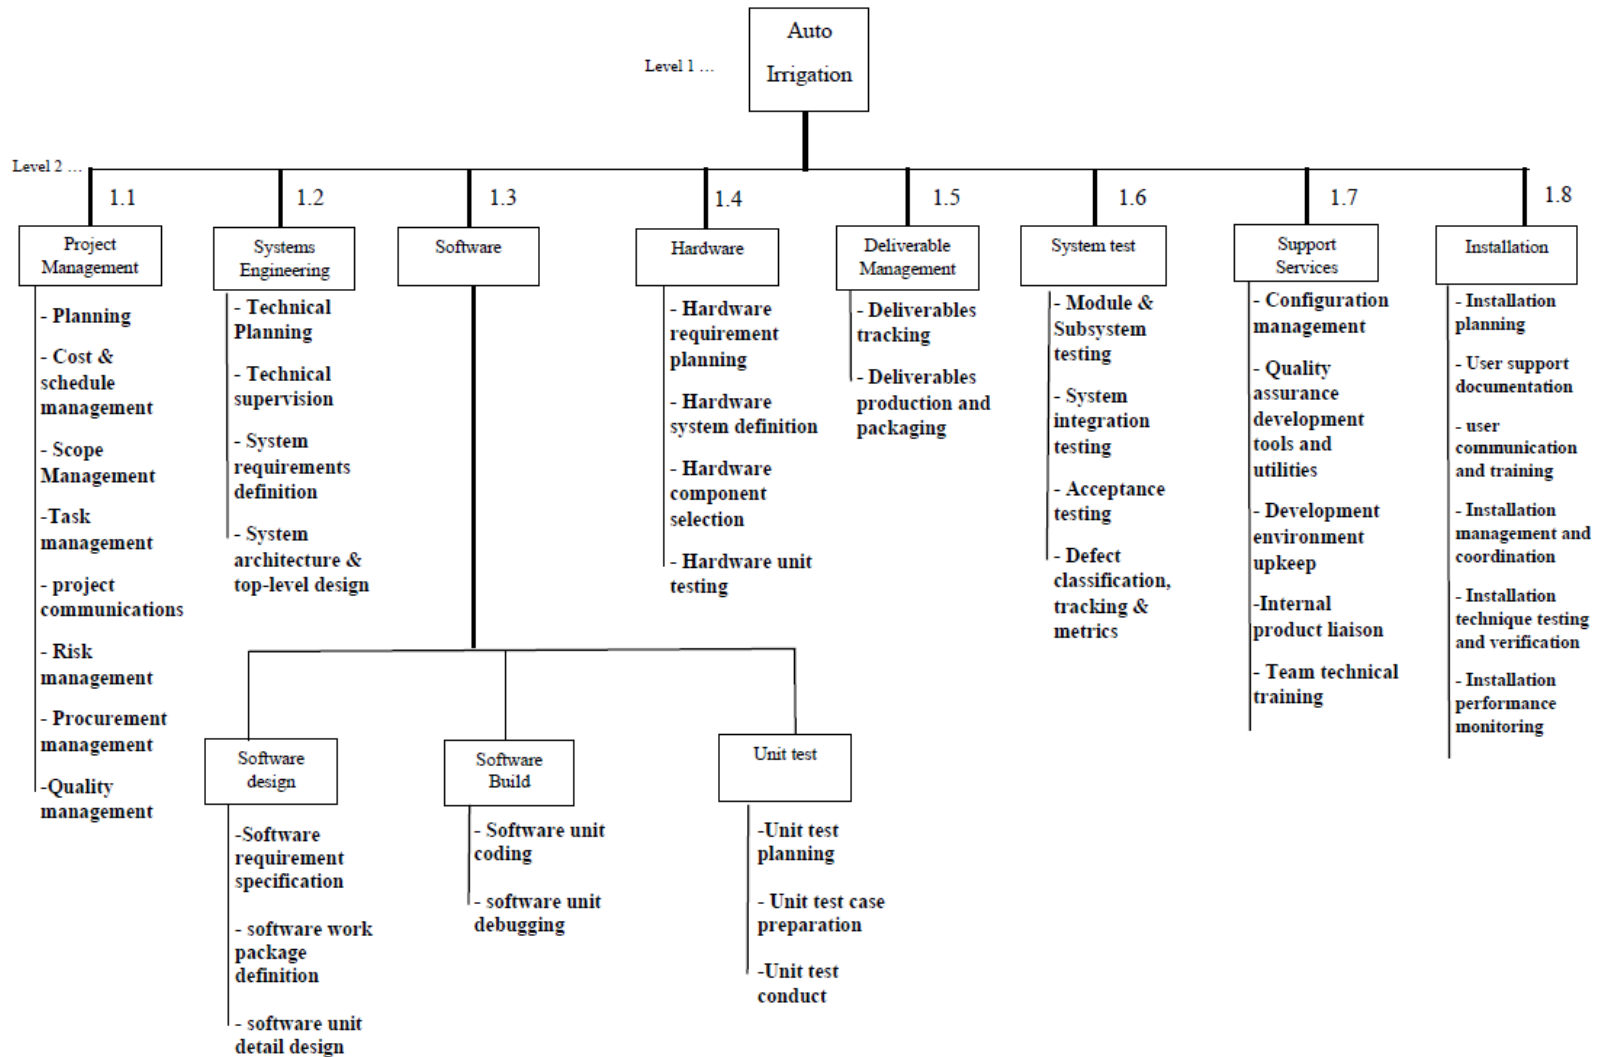 Auto
Irrigation
Level 1 ...
Level 2 ...
1.1
1.2
1.3
1.4
1.5
1.6
1.7
1.8
Project
Management
- Planning
- Cost &
schedule
management
- Scope
Management
-Task
management
- project
communications
- Risk
management
- Procurement
management
-Quality
management
Systems
Engineering
- Technical
Planning
- Technical
supervision
- System
requirements
definition
- System
architecture &
top-level design
Software
Software
design
-Software
requirement
specification
- software work
package
definition
- software unit
detail design
Software
Build
- Software unit
coding
- software unit
debugging
Unit test
-Unit test
planning
- Unit test case
preparation
-Unit test
conduct
Hardware
- Hardware
requirement
planning
- Hardware
system definition
- Hardware
component
selection
- Hardware unit
testing
Deliverable
Management
- Deliverables
tracking
- Deliverables
production and
packaging
System test
- Module &
Subsystem
testing
- System
integration
testing
- Acceptance
testing
- Defect
classification,
tracking &
metrics
Support
Services
- Configuration
management
- Quality
assurance
development
tools and
utilities
- Development
environment
upkeep
-Internal
product liaison
- Team technical
training
Installation
- Installation
planning
- User support
documentation
- user
communication
and training
- Installation
management and
coordination
- Installation
technique testing
and verification
- Installation
performance
monitoring